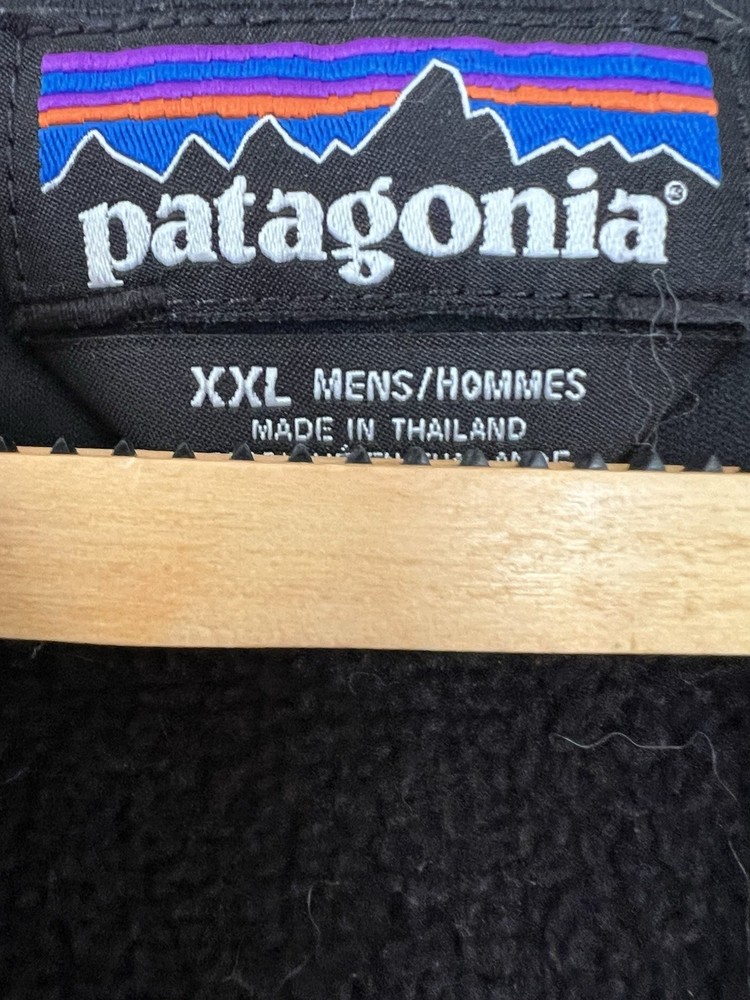 patagonia®
XXL MENS/HOMMES
MADE IN THAILAND